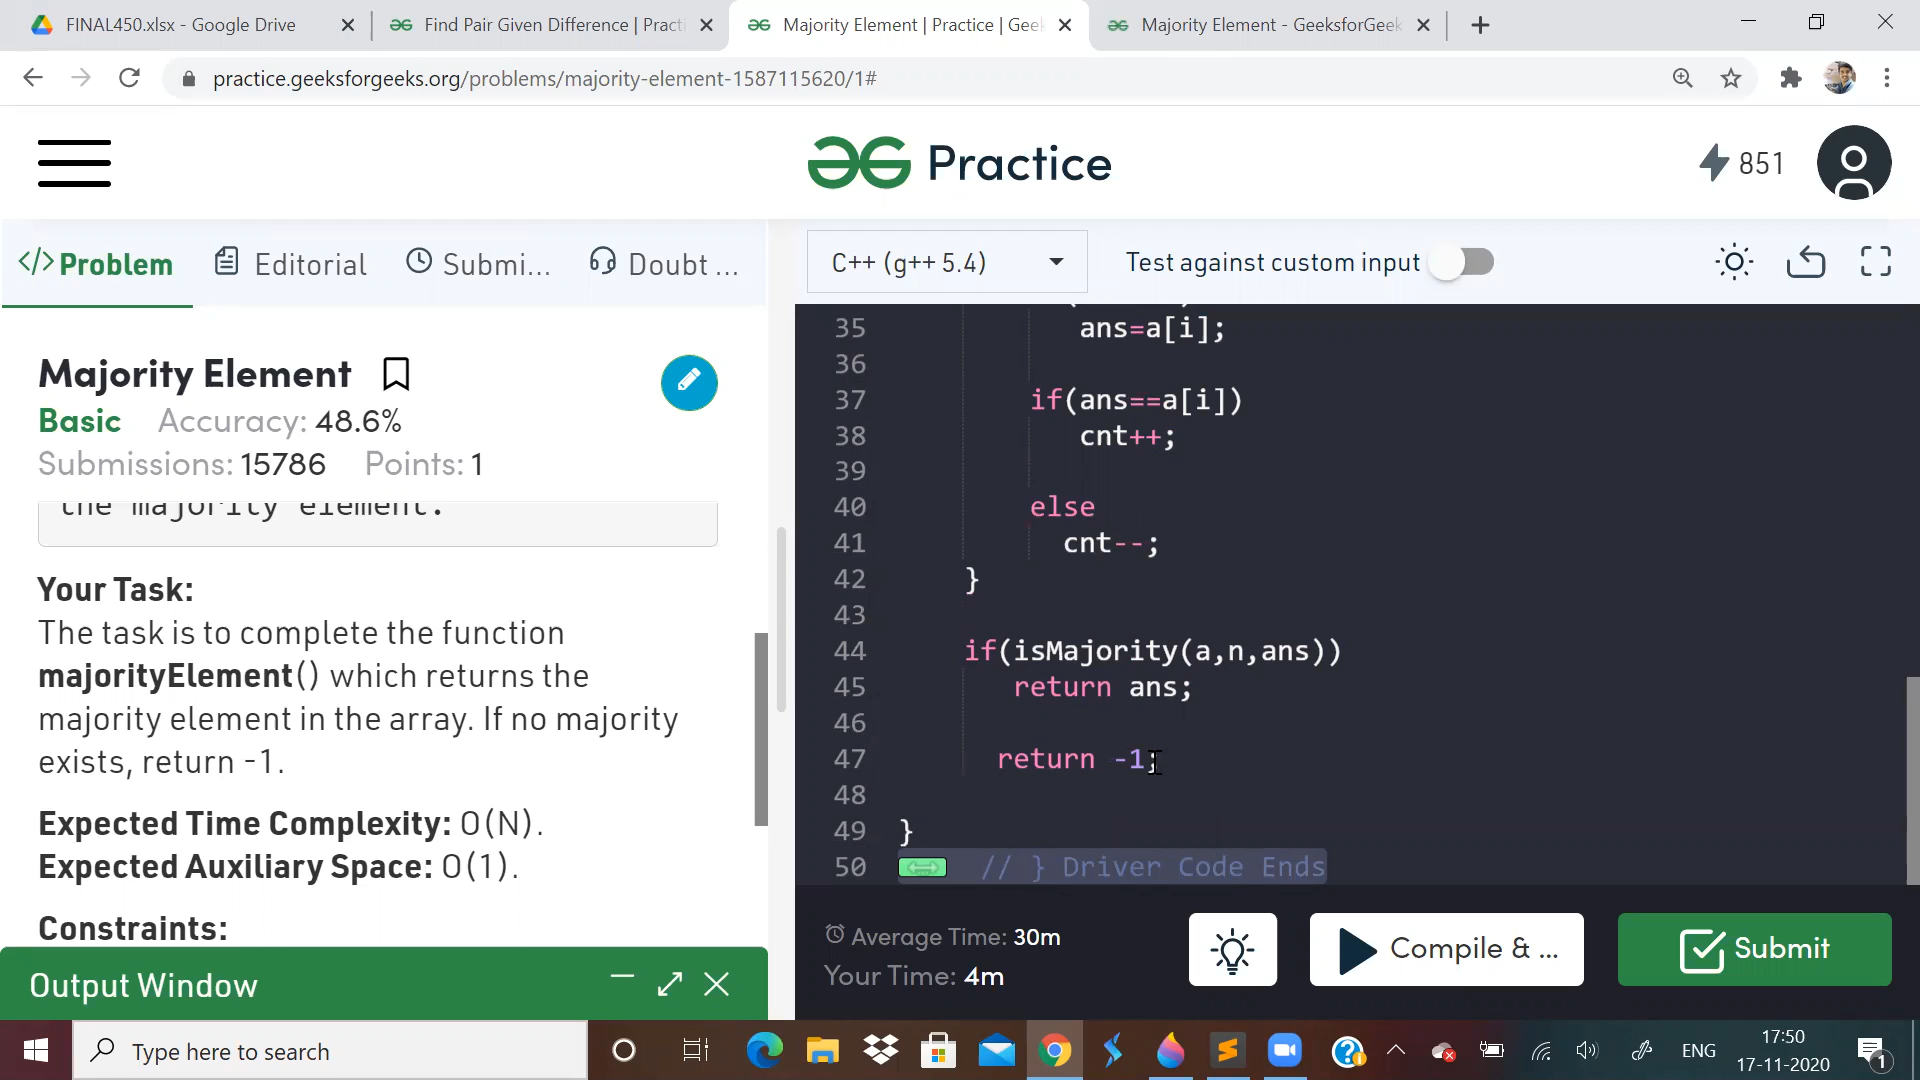 FINAL450.xlsx - Google Drive
Find Pair Given Difference | Practi
Majority Element | Practice | Geek
Majority Element - GeeksforGeek
practice.geeksforgeeks.org/problems/majority-element-1587115620/1#
Practice
851
</> Problem
Editorial
Submi...
Doubt ...
C++ (g++ 5.4)
Test against custom input
Majority Element
Basic Accuracy: 48.6%
Submissions: 15786 Points: 1
the majority element.
Your Task:
The task is to complete the function
majorityElement() which returns the
majority element in the array. If no majority
exists, return -1.
Expected Time Complexity: O(N).
Expected Auxiliary Space: O(1).
Constraints:
Output Window
35 ans=a[i];
36
37 if(ans==a[i])
38 cnt++;
39
40 else
41 cnt--;
42 }
43
44 if(isMajority(a,n,ans))
45 return ans;
46
47 return -1;
48
49 }
50 // } Driver Code Ends
Average Time: 30m
Your Time: 4m
Compile & ...
Submit
Type here to search
ENG
17:50
17-11-2020
1